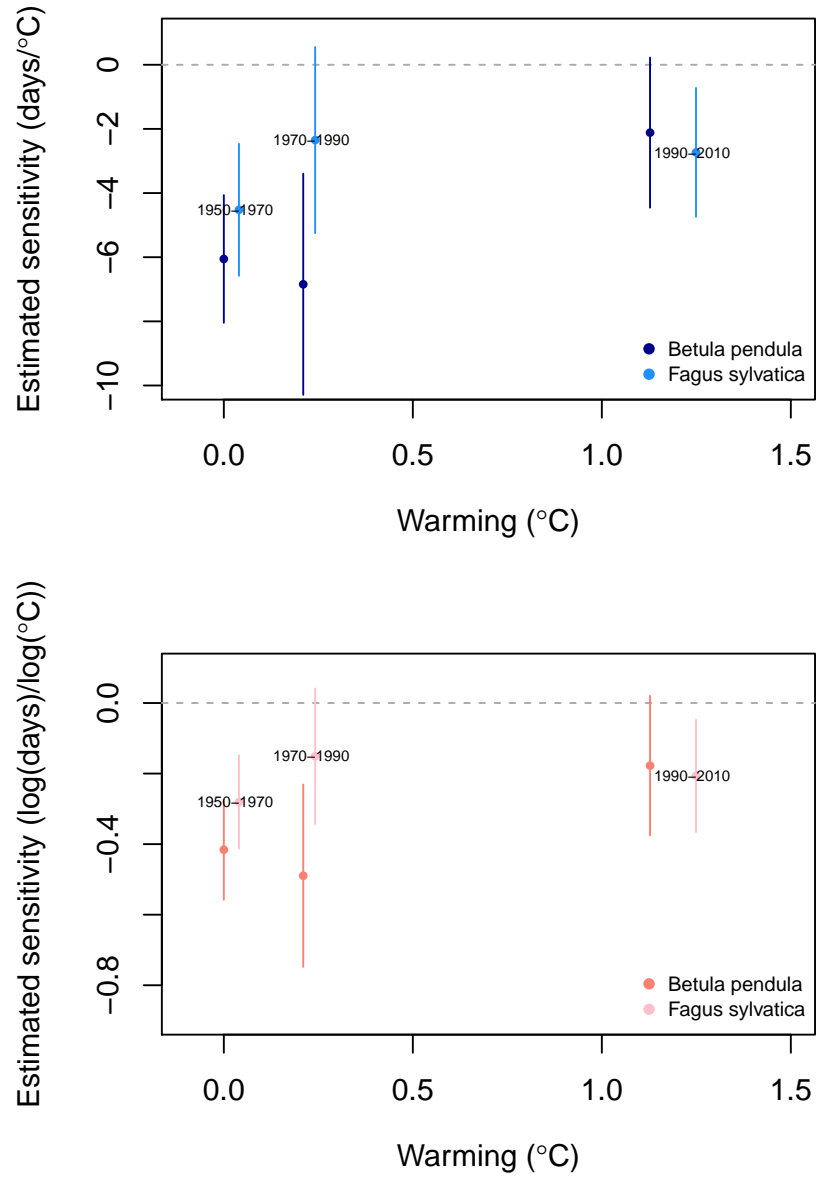 Estimated sensitivity (days/°C)
0
−2
−4
−6
−10
1970−1990
1990−2010
1950−1970
Betula pendula
Fagus sylvatica
0.0 0.5 1.0 1.5
Warming (°C)
Estimated sensitivity (log(days)/log(°C))
0.0
−0.4
−0.8
1970−1990
1990−2010
1950−1970
Betula pendula
Fagus sylvatica
0.0 0.5 1.0 1.5
Warming (°C)